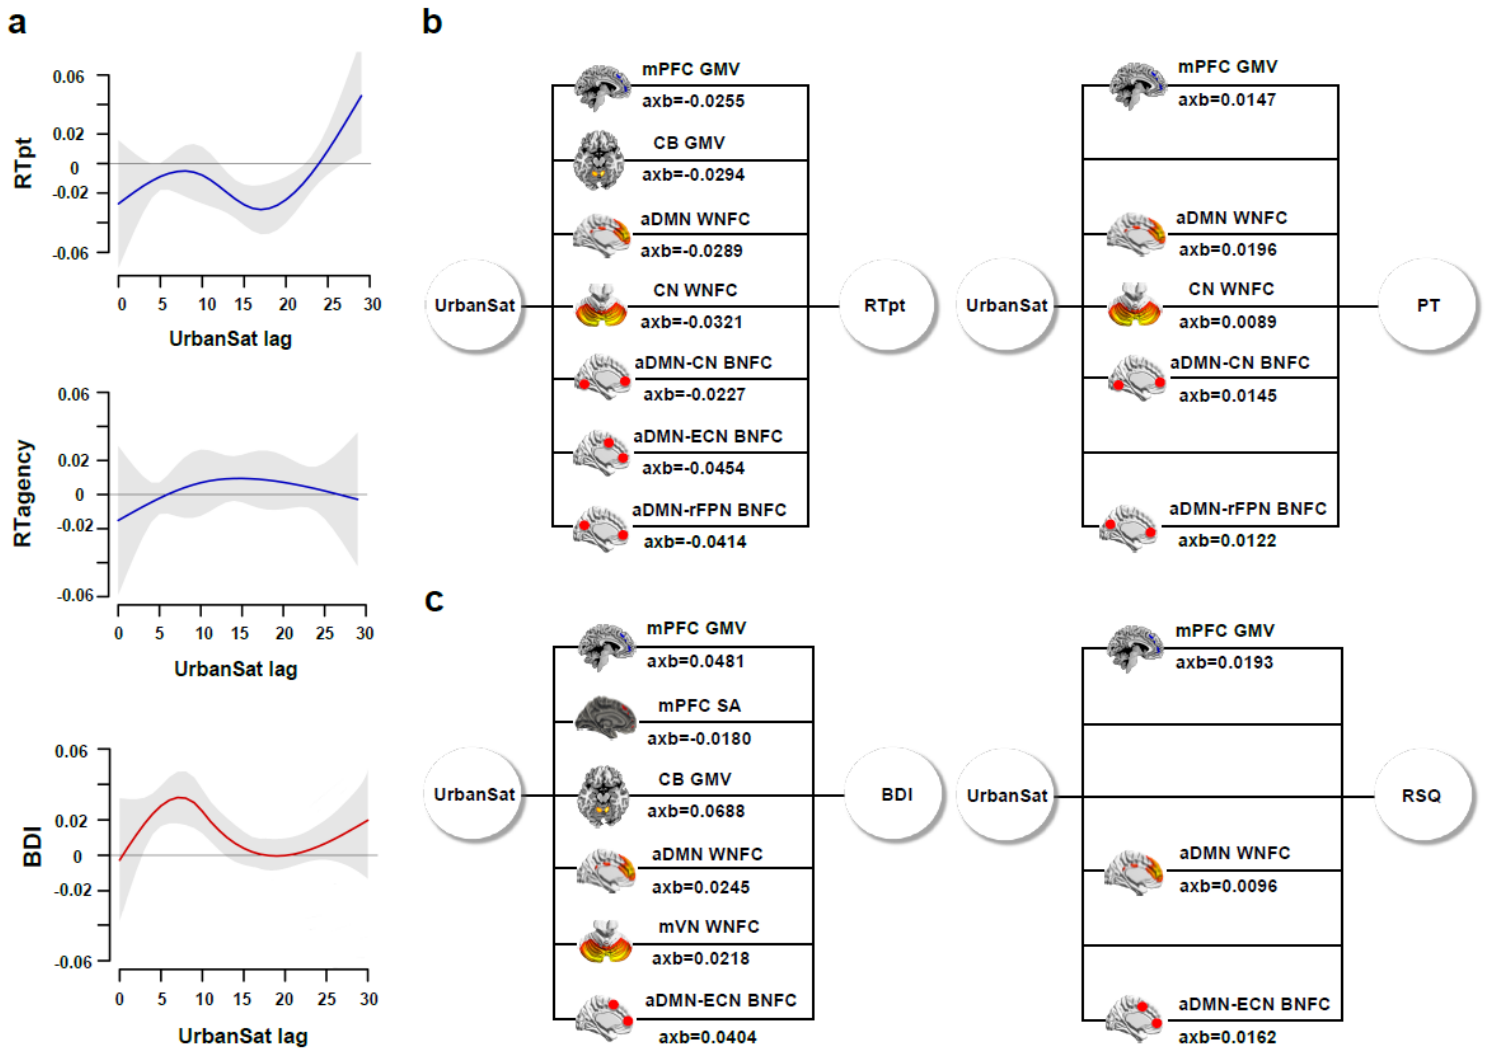 a
0.06
0.02
0
-0.02
-0.06
RTpt
0 5 10 15 20 25 30
UrbanSat lag
0.06
0.02
0
-0.02
-0.06
RTagency
0 5 10 15 20 25 30
UrbanSat lag
0.06
0.02
0
-0.02
-0.06
BDI
0 5 10 15 20 25 30
UrbanSat lag
b
UrbanSat
mPFC GMV
axb=-0.0255
CB GMV
axb=-0.0294
aDMN WNFC
axb=-0.0289
CN WNFC
axb=-0.0321
aDMN-CN BNFC
axb=-0.0227
aDMN-ECN BNFC
axb=-0.0454
aDMN-rFPN BNFC
axb=-0.0414
RTpt
UrbanSat
mPFC GMV
axb=0.0147
aDMN WNFC
axb=0.0196
CN WNFC
axb=0.0089
aDMN-CN BNFC
axb=0.0145
aDMN-rFPN BNFC
axb=0.0122
PT
c
UrbanSat
mPFC GMV
axb=0.0481
mPFC SA
axb=-0.0180
CB GMV
axb=0.0688
aDMN WNFC
axb=0.0245
mVN WNFC
axb=0.0218
aDMN-ECN BNFC
axb=0.0404
BDI
UrbanSat
mPFC GMV
axb=0.0193
aDMN WNFC
axb=0.0096
aDMN-ECN BNFC
axb=0.0162
RSQ